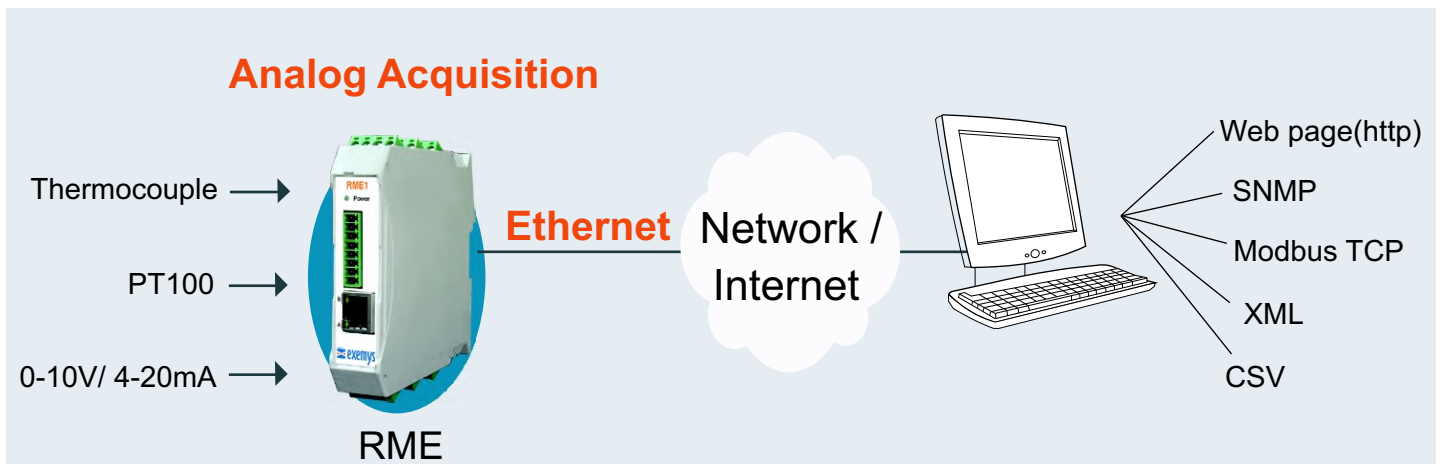 Analog Acquisition
Thermocouple
PT100
0-10V/ 4-20mA
RME1
Power
exemys
RME
Ethernet
Network /
Internet
Web page(http)
SNMP
Modbus TCP
XML
CSV